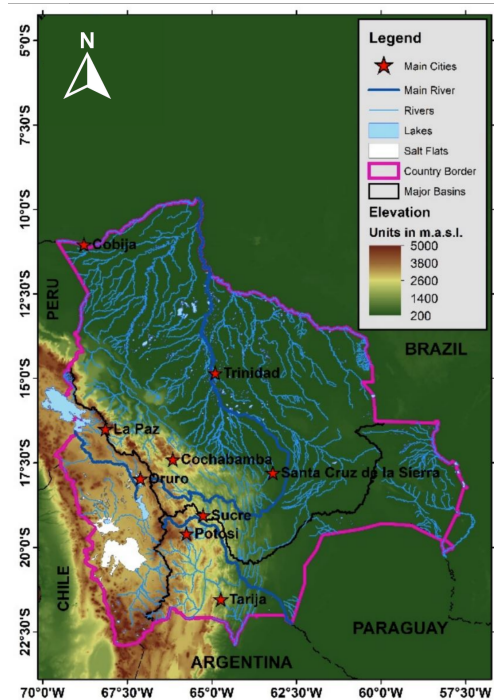 N
Legend
Main Cities
Main River
Rivers
Lakes
Salt Flats
Country Border
Major Basins
Elevation
Units in m.a.s.l.
5000
3800
2600
1400
200
5°0'S
7°30'S
10°0'S
12°30'S
15°0'S
17°30'S
20°0'S
22°30'S
Cobija
PERU
BRAZIL
Trinidad
La Paz
Cochabamba
Oruro
Santa Cruz de la Sierra
Sucre
Potosi
CHILE
Tarija
PARAGUAY
ARGENTINA
70°0'W
67°30'W
65°0'W
62°30'W
60°0'W
57°30'W